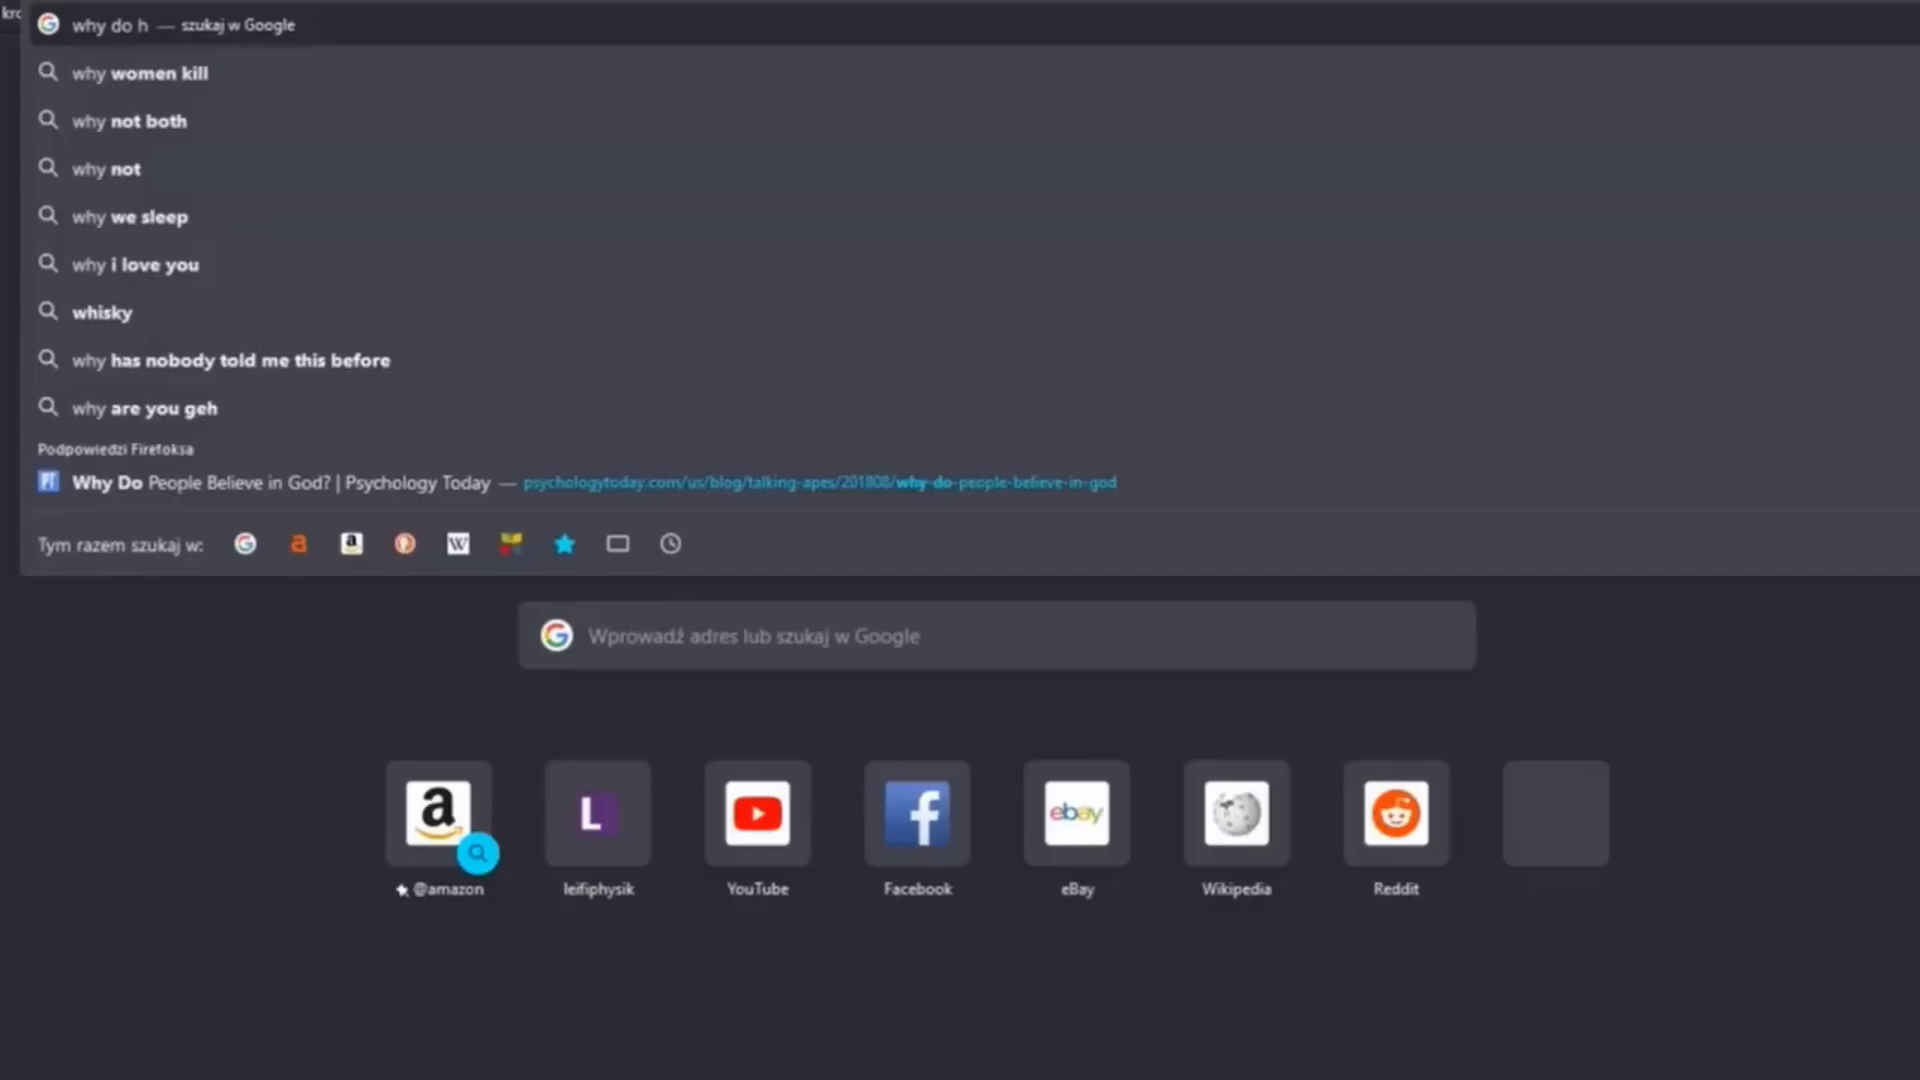 kro
why do h — szukaj w Google
why women kill
why not both
why not
why we sleep
why i love you
whisky
why has nobody told me this before
why are you geh
Podpowiedzi Firefoksa
Why Do People Believe in God? | Psychology Today — psychologytoday.com/us/blog/talking-apes/201808/why-do-people-believe-in-god
Tym razem szukaj w:
Wprowadź adres lub szukaj w Google
@amazon
leifiphysik
YouTube
Facebook
eBay
Wikipedia
Reddit